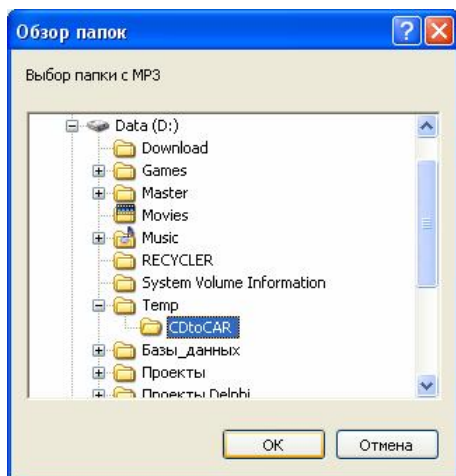 Обзор папок
Выбор папки с MP3
Data (D:)
Download
Games
Master
Movies
Music
RECYCLER
System Volume Information
Temp
CDtoCAR
Базы_данных
Проекты
Проекты Delphi
OK
Отмена